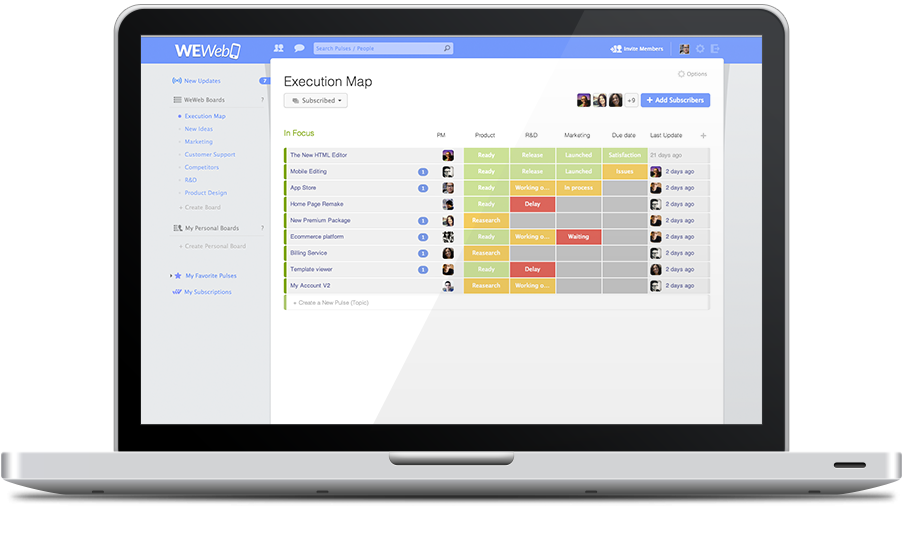 WEWeb
Search Pulses / People
Invite Members
New Updates 7
WeWeb Boards ?
Execution Map
New Ideas
Marketing
Customer Support
Competitors
R&D
Product Design
+ Create Board
My Personal Boards ?
+ Create Personal Board
My Favorite Pulses
My Subscriptions
Options
Execution Map
Subscribed
+9 + Add Subscribers
In Focus PM Product R&D Marketing Due date Last Update +
The New HTML Editor Ready Release Launched Satisfaction 21 days ago
Mobile Editing 1 Ready Release Launched Issues 2 days ago
App Store 1 Ready Working o... In process 2 days ago
Home Page Remake Ready Delay 2 days ago
New Premium Package 1 Reasearch 2 days ago
Ecommerce platform 1 Ready Working o... Waiting 2 days ago
Billing Service 1 Reasearch 2 days ago
Template viewer 1 Ready Delay 2 days ago
My Account V2 Reasearch Working o... 2 days ago
+ Create a New Pulse (Topic)